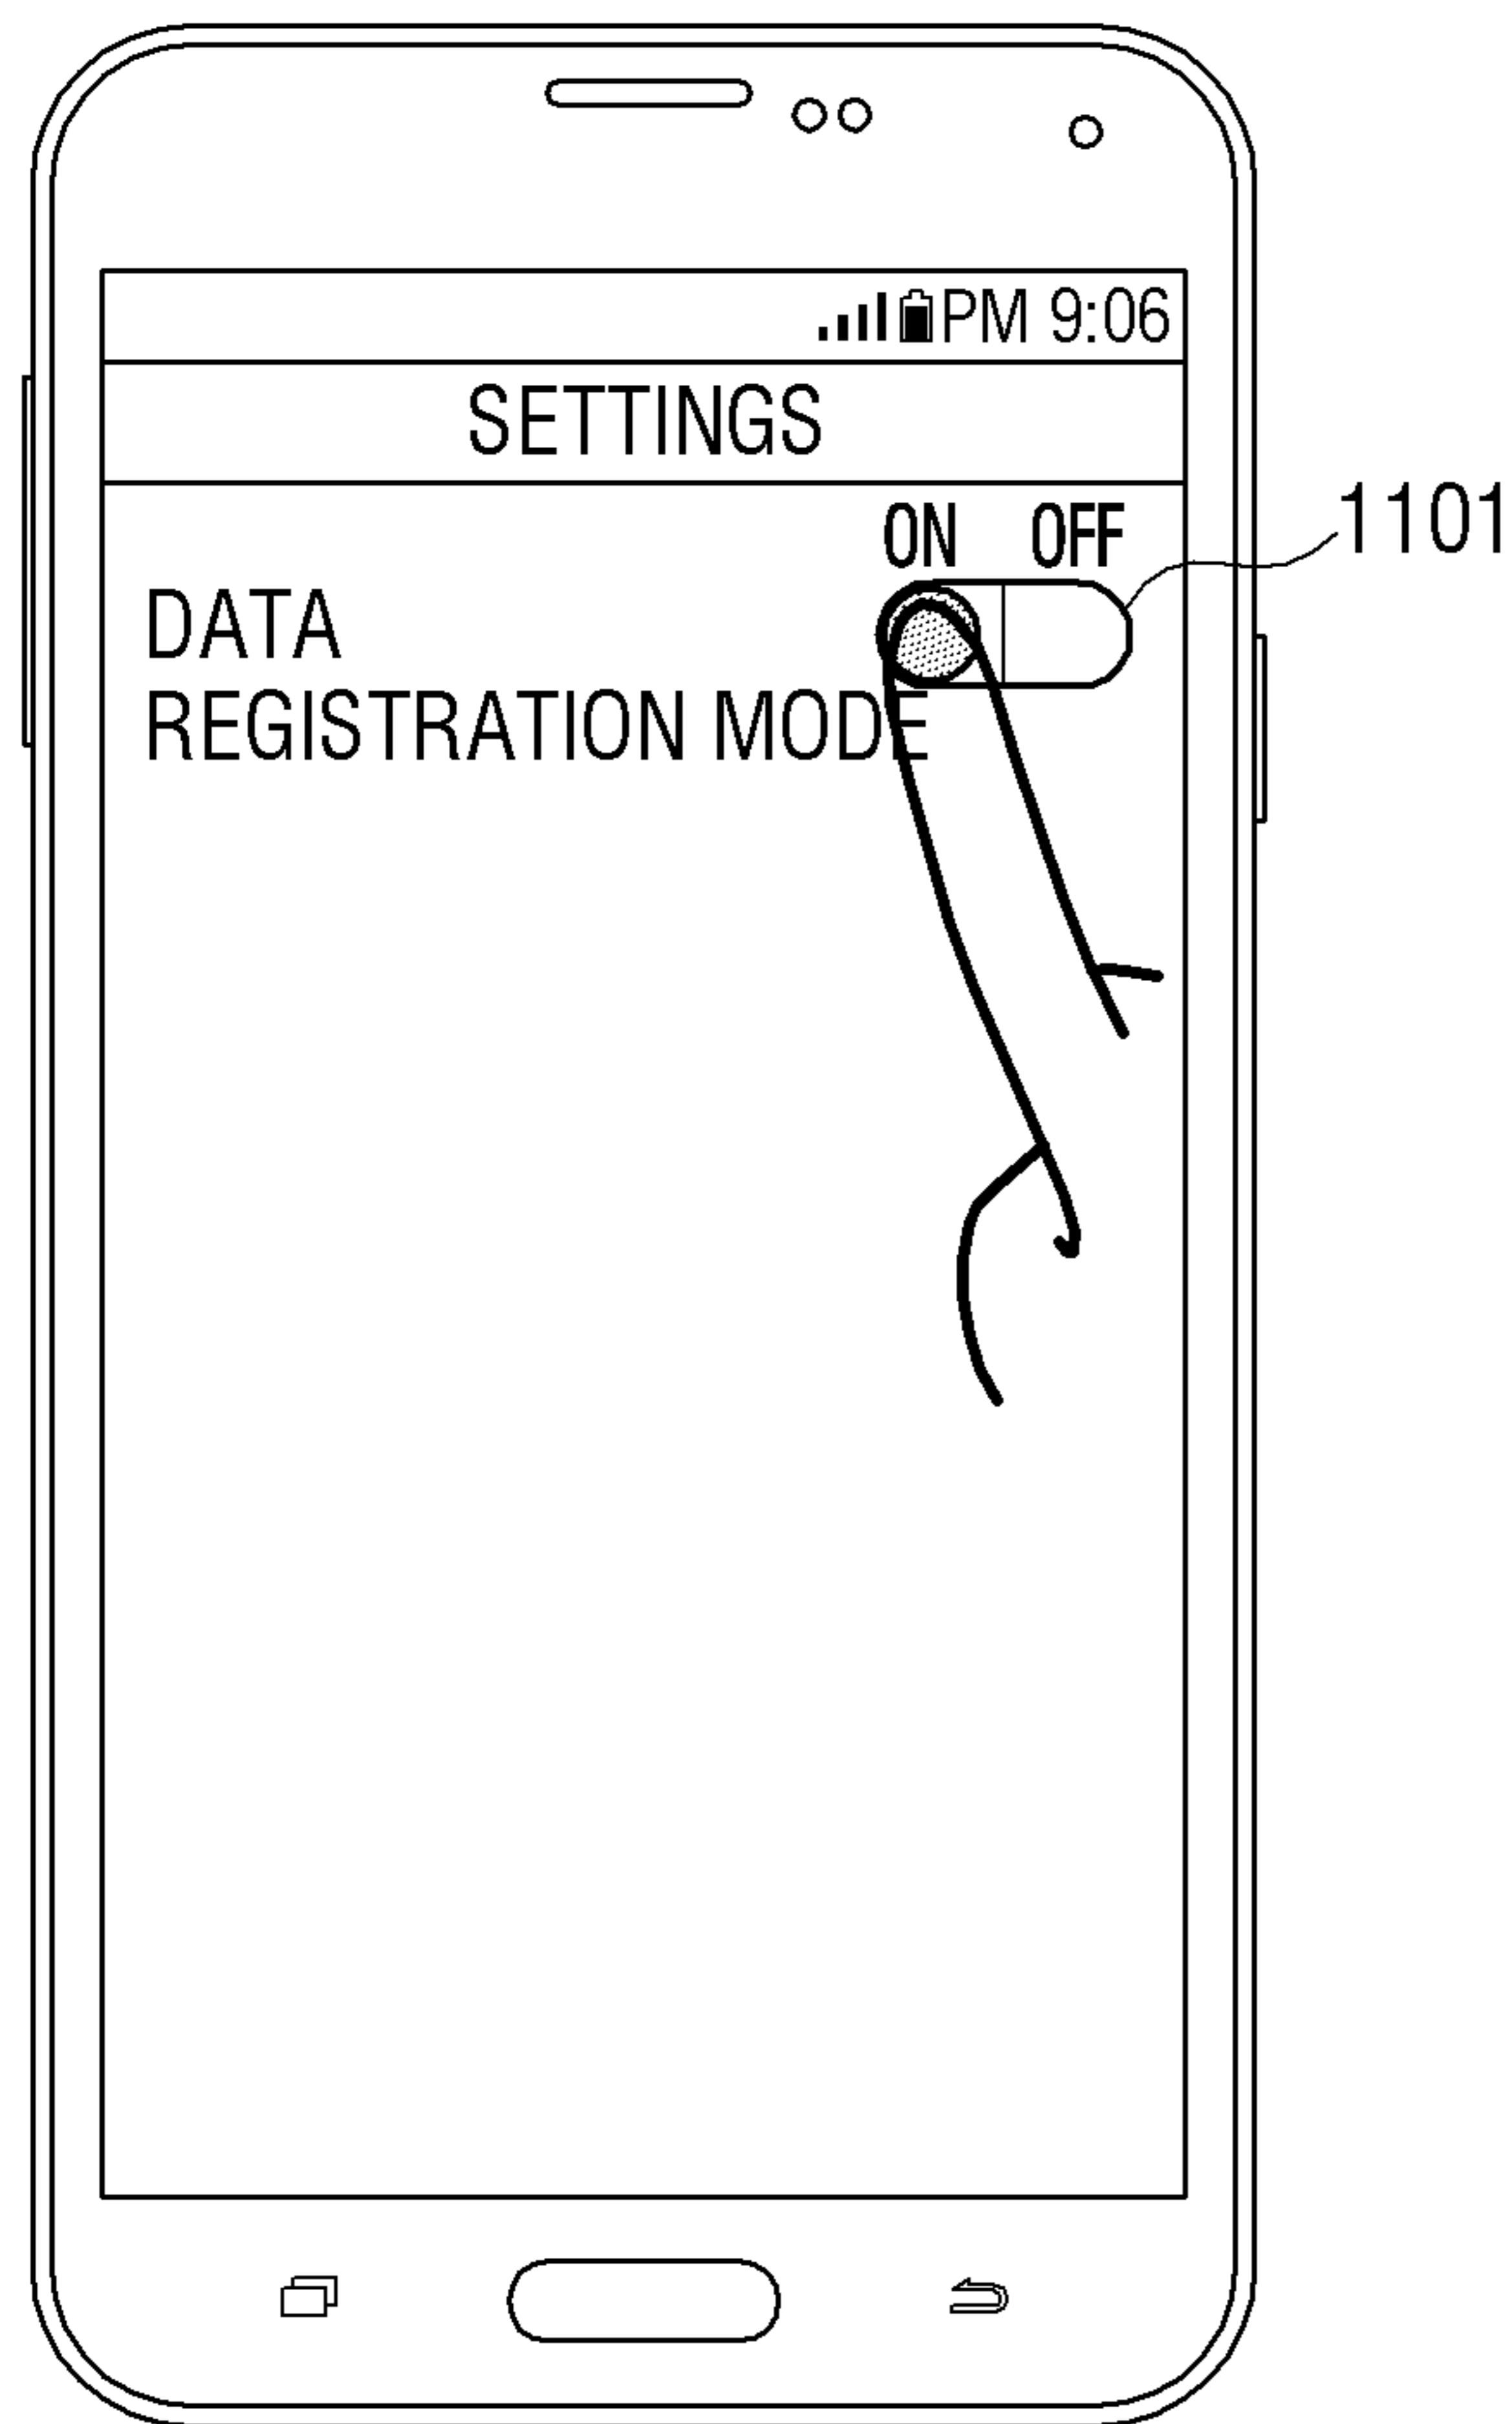 PM 9:06
SETTINGS
ON OFF
1101
DATA
REGISTRATION MODE